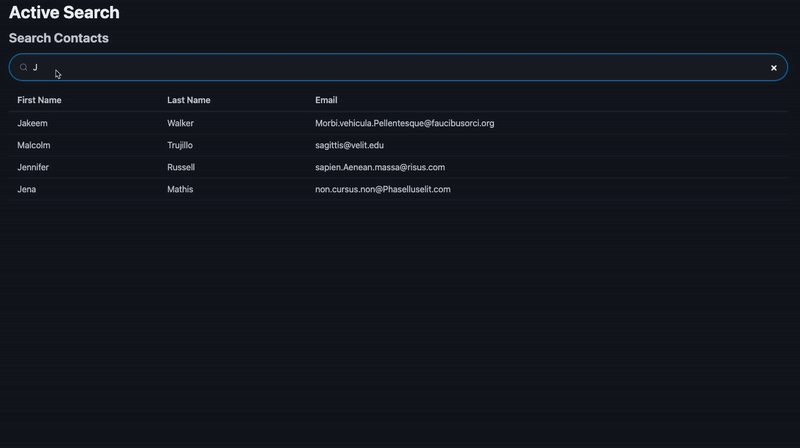 Active Search
Search Contacts
J
First Name Last Name Email
Jakeem Walker Morbi.vehicula.Pellentesque@faucibusorci.org
Malcolm Trujillo sagittis@velit.edu
Jennifer Russell sapien.Aenean.massa@risus.com
Jena Mathis non.cursus.non@Phaselluselit.com